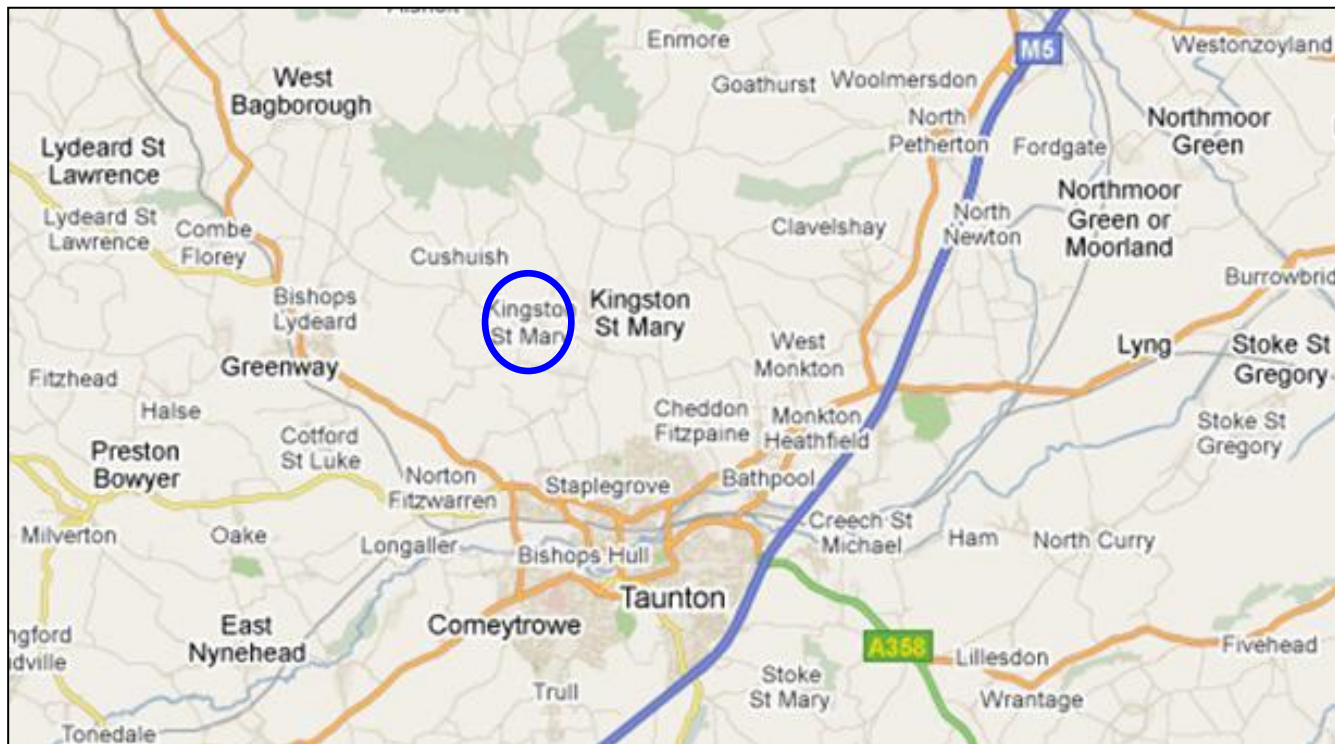 Enmore
M5
Westonzoyland
West
Bagborough
Goathurst
Woolmersdon
North
Petherton
Northmoor
Green
Fordgate
Lydeard St
Lawrence
Lydeard St
Lawrence
Combe
Florey
Northmoor
Green or
Moorland
North
Newton
Clavelshay
Cushuish
Burrowbrid
Bishops
Lydeard
Kingston
St Mary
Kingston
St Mary
Greenway
West
Monkton
Lyng
Stoke St
Gregory
Fitzhead
Halse
Cheddon
Fitzpaine
Monkton
Heathfield
Stoke St
Gregory
Preston
Bowyer
Cotford
St Luke
Norton
Fitzwarren
Staplegrove
Bathpool
Milverton
Oake
Longaller
Bishops Hull
Creech St
Michael
Ham
North Curry
Taunton
Comeytrowe
East
Nynehead
ngford
udville
A358
Lillesdon
Fivehead
Trull
Stoke
St Mary
Wrantage
Tonedale